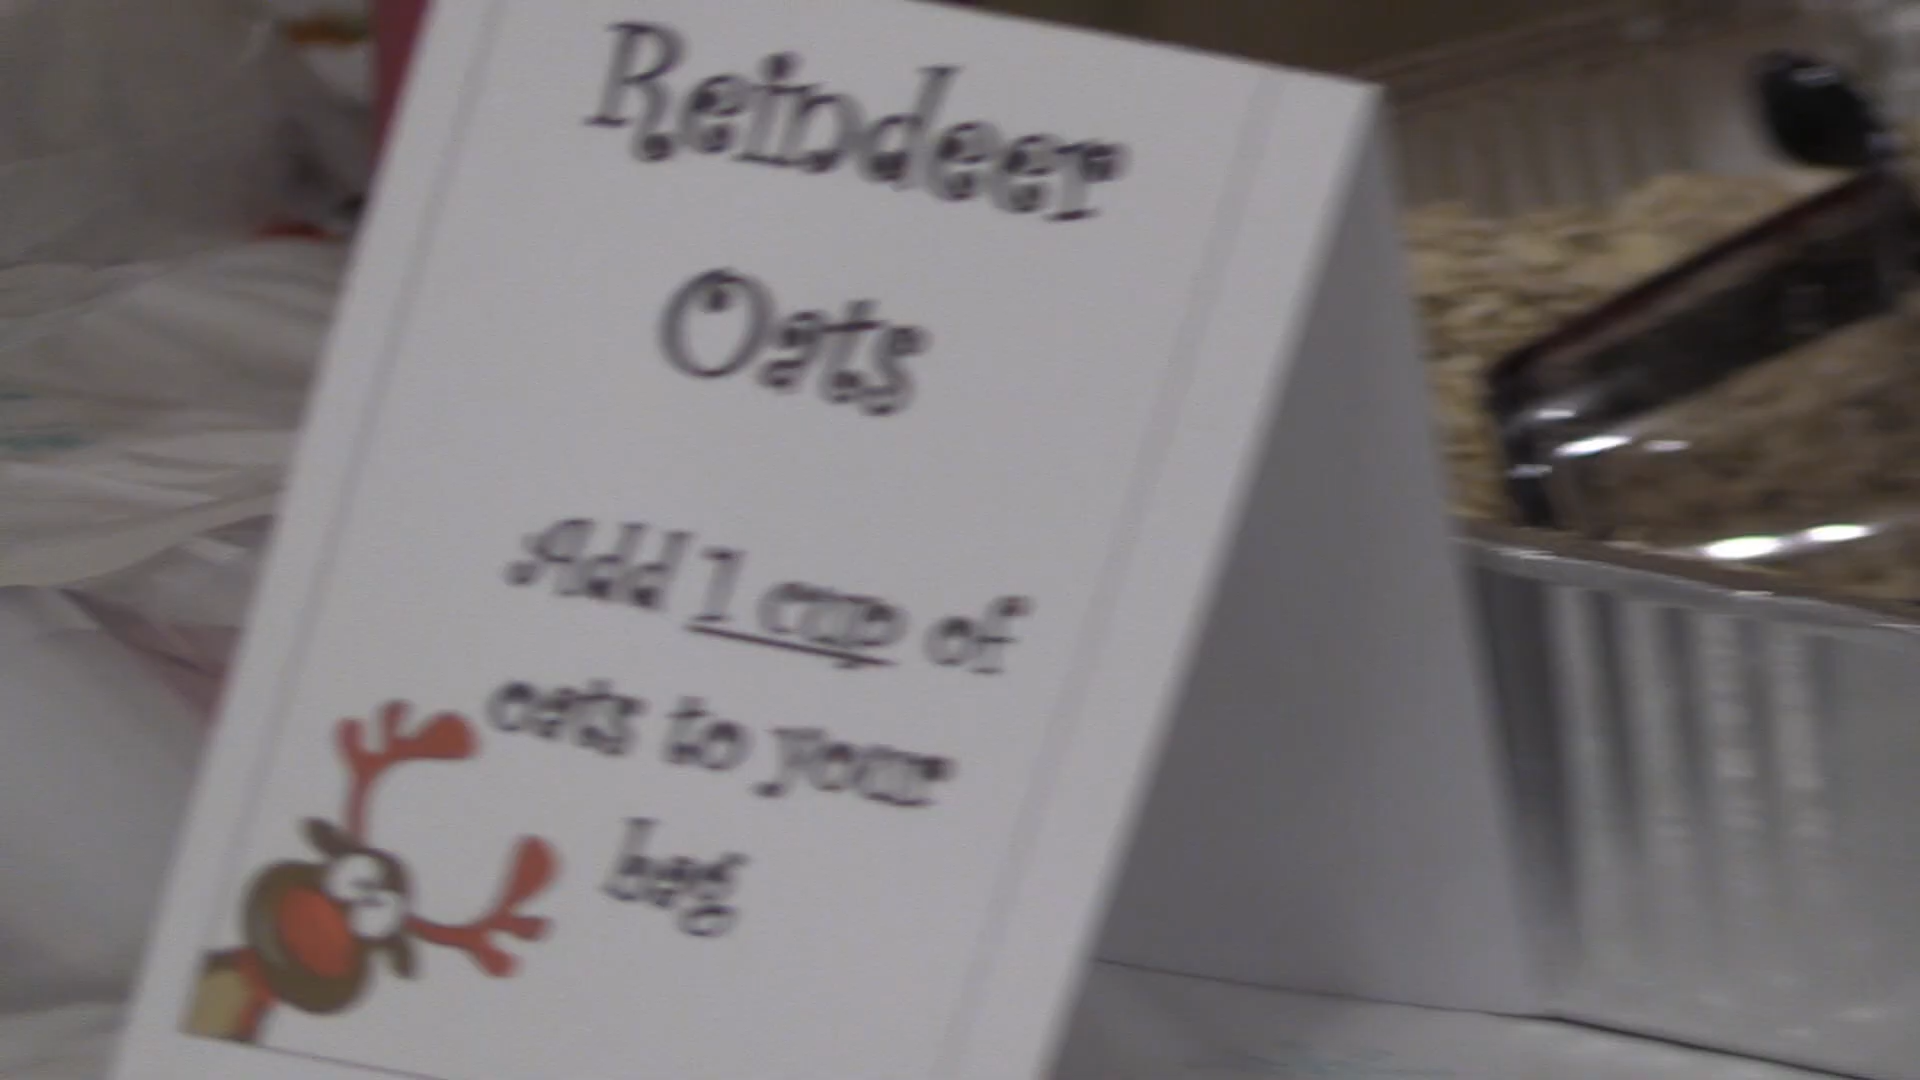 Reindeer
Oats
Add 1 cup of
oats to your
bag